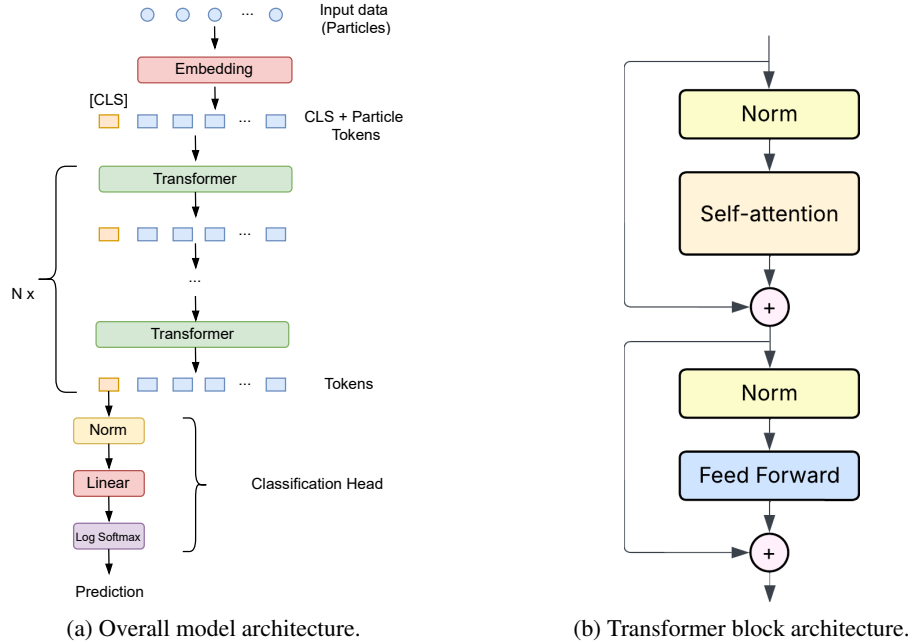 Input data
(Particles)
...
Embedding
[CLS]
...
CLS + Particle
Tokens
Transformer
...
...
N x
Transformer
...
Tokens
Norm
Linear
Log Softmax
Classification Head
Prediction
(a) Overall model architecture.
Norm
Self-attention
+
Norm
Feed Forward
+
(b) Transformer block architecture.